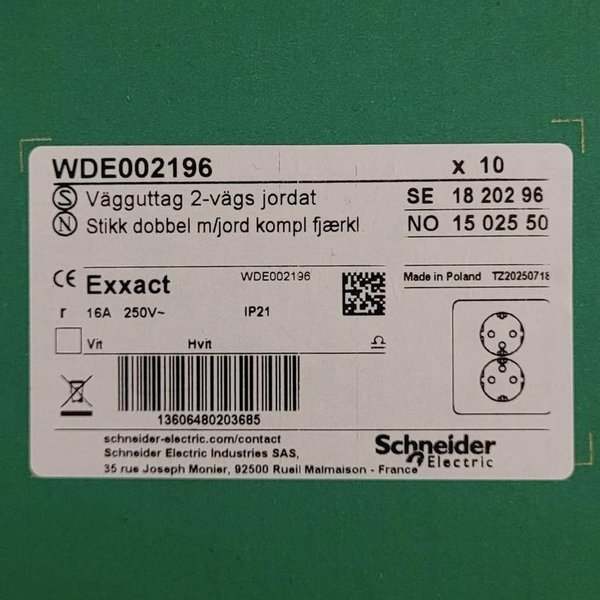 WDE002196 x 10
S Vägguttag 2-vägs jordat SE 18 202 96
N Stikk dobbel m/jord kompl fjærkl NO 15 025 50
CE Exxact WDE002196 Made in Poland TZ20250718
r 16A 250V~ IP21
Vit Hvit
13606480203685
schneider-electric.com/contact
Schneider Electric Industries SAS,
35 rue Joseph Monier, 92500 Rueil Malmaison - France
Schneider
Electric